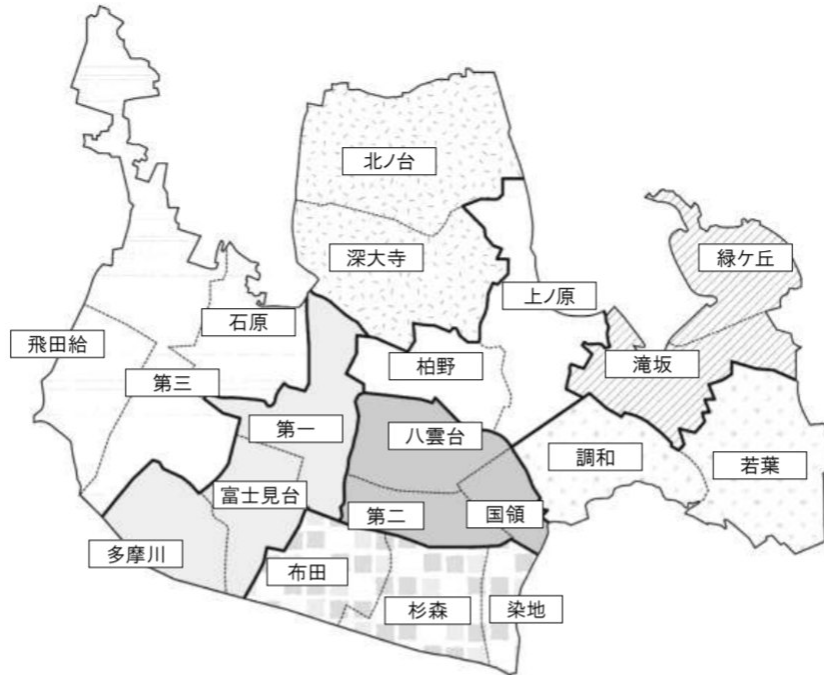 北ノ台
深大寺
緑ケ丘
上ノ原
石原
飛田給
滝坂
柏野
第三
第一
八雲台
調和
若葉
富士見台
第二
国領
多摩川
布田
杉森
染地